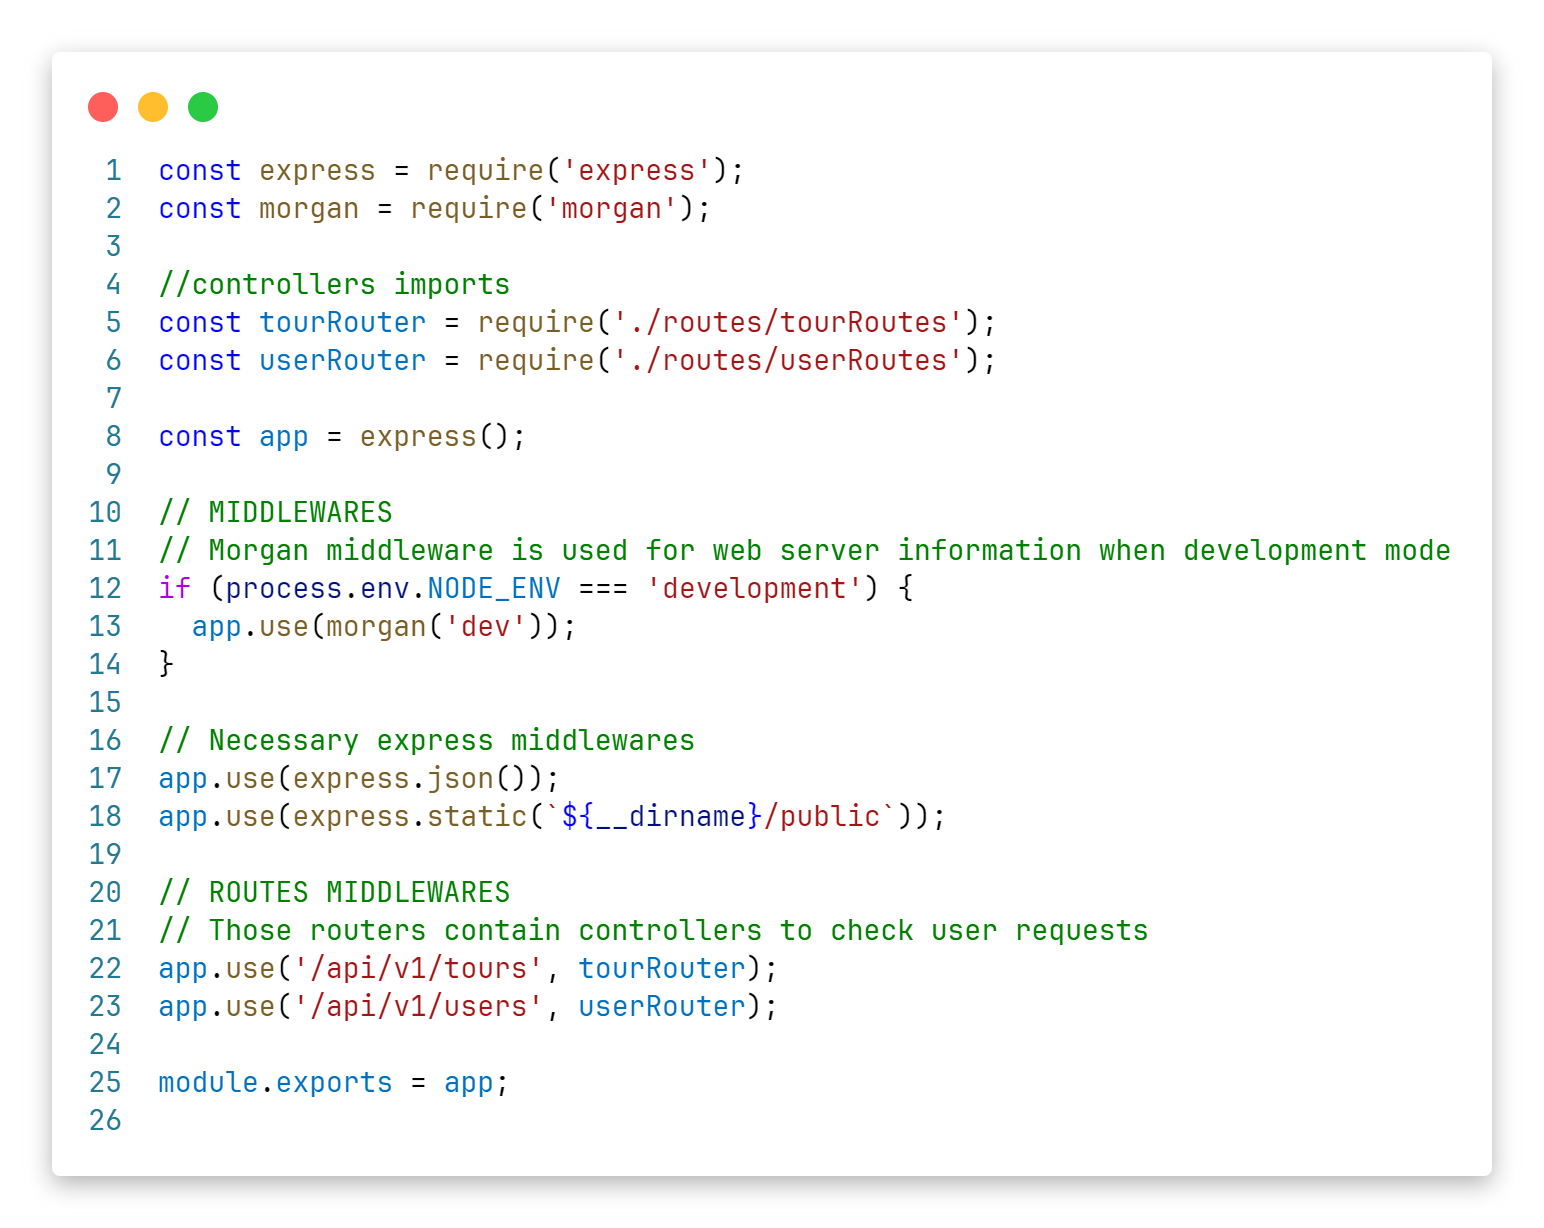 1 const express = require('express');
2 const morgan = require('morgan');
3
4 //controllers imports
5 const tourRouter = require('./routes/tourRoutes');
6 const userRouter = require('./routes/userRoutes');
7
8 const app = express();
9
10 // MIDDLEWARES
11 // Morgan middleware is used for web server information when development mode
12 if (process.env.NODE_ENV === 'development') {
13   app.use(morgan('dev'));
14 }
15
16 // Necessary express middlewares
17 app.use(express.json());
18 app.use(express.static(`${__dirname}/public`));
19
20 // ROUTES MIDDLEWARES
21 // Those routers contain controllers to check user requests
22 app.use('/api/v1/tours', tourRouter);
23 app.use('/api/v1/users', userRouter);
24
25 module.exports = app;
26